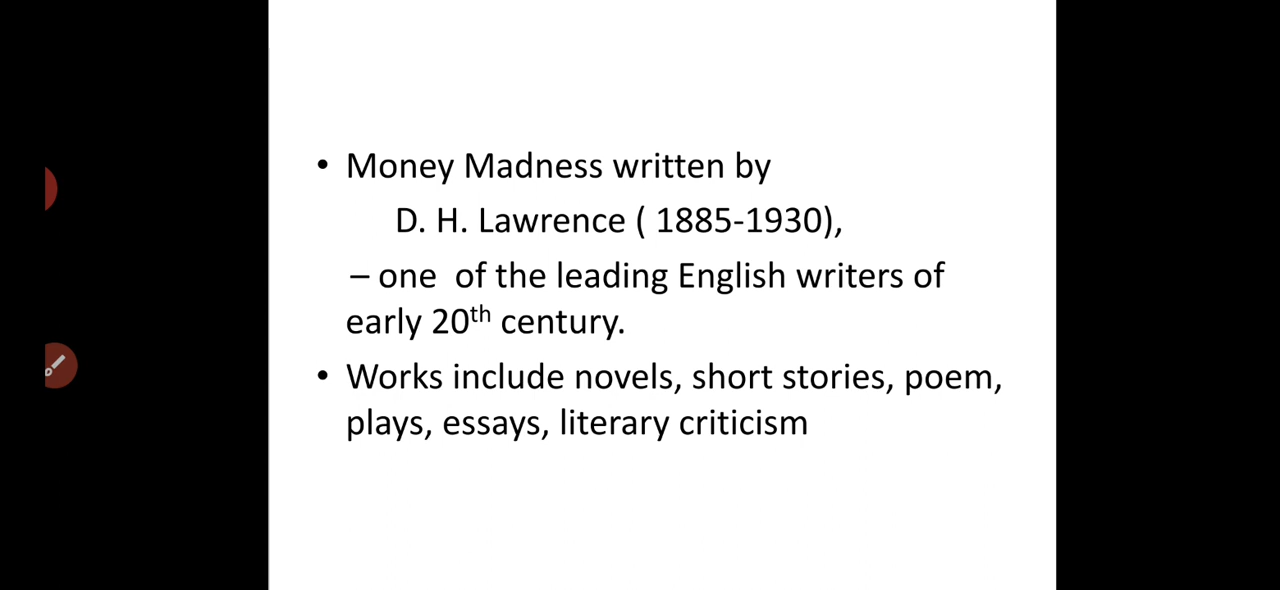 • Money Madness written by
D. H. Lawrence ( 1885-1930),
– one of the leading English writers of
early 20th century.
• Works include novels, short stories, poem,
plays, essays, literary criticism